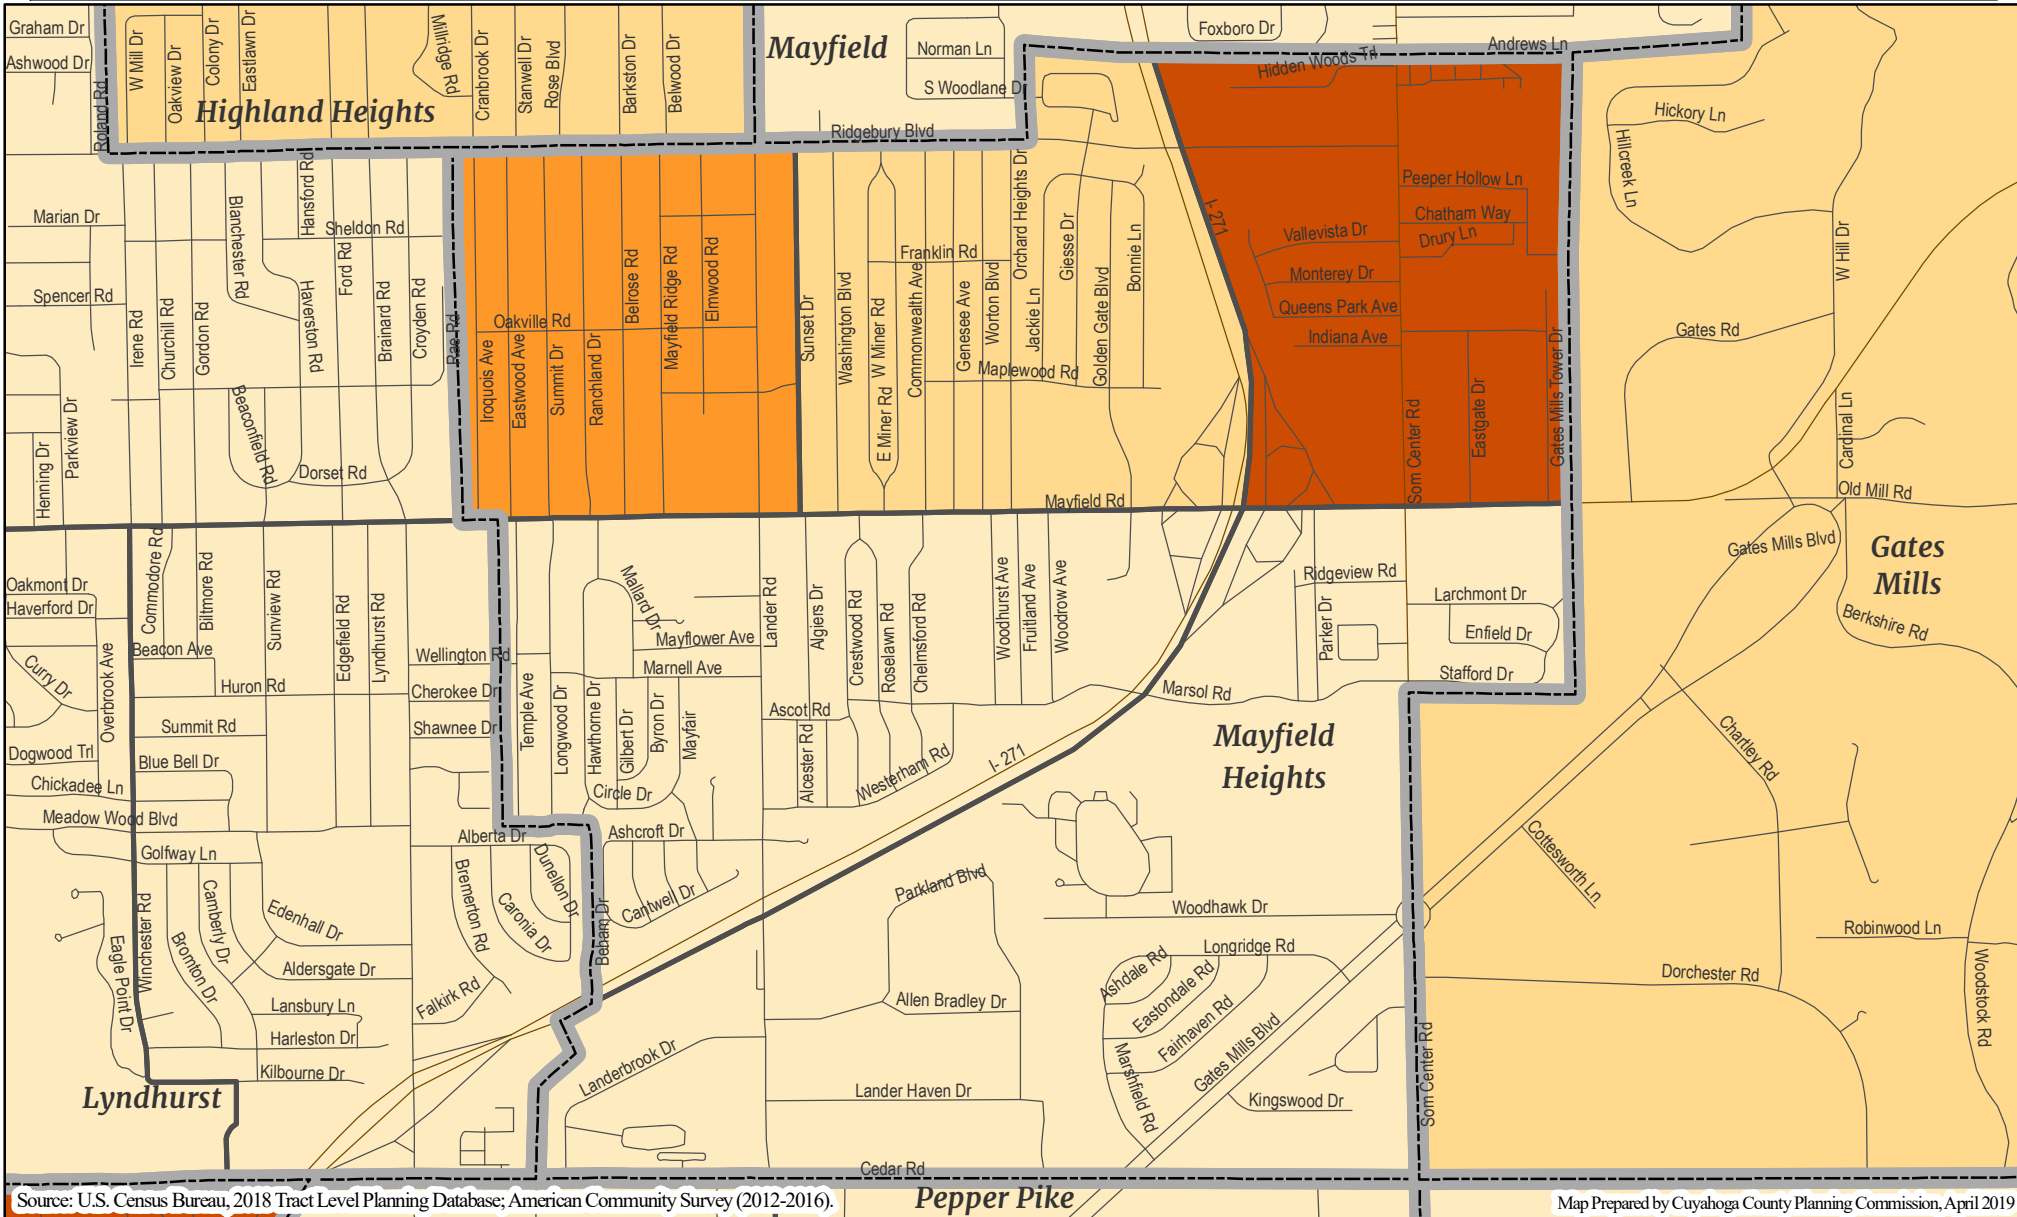 Graham Dr
Ashwood Dr
Roland Rd
W Mill Dr
Oakview Dr
Colony Dr
Eastlawn Dr
Highland Heights
Millridge Rd
Cranbrook Dr
Stanwell Dr
Rose Blvd
Barkston Dr
Belwood Dr
Mayfield
Norman Ln
S Woodlane Dr
Ridgebury Blvd
Foxboro Dr
Hidden Woods Trl
Andrews Ln
Hickory Ln
Hillcreek Ln
W Hill Dr
Gates Rd
Cardinal Ln
Old Mill Rd
Marian Dr
Spencer Rd
Irene Rd
Churchill Rd
Gordon Rd
Blanchester Rd
Hansford Rd
Sheldon Rd
Ford Rd
Haverston Rd
Brainard Rd
Croyden Rd
Rae Rd
Henning Dr
Parkview Dr
Beaconfield Rd
Dorset Rd
Iroquois Ave
Oakville Rd
Eastwood Ave
Summit Dr
Ranchland Dr
Belrose Rd
Mayfield Ridge Rd
Elmwood Rd
Sunset Dr
Washington Blvd
W Miner Rd
E Miner Rd
Franklin Rd
Commonwealth Ave
Genesee Ave
Worton Blvd
Orchard Heights Dr
Jackie Ln
Giesse Dr
Golden Gate Blvd
Bonnie Ln
Maplewood Rd
Mayfield Rd
I- 271
Peeper Hollow Ln
Chatham Way
Drury Ln
Vallevista Dr
Monterey Dr
Queens Park Ave
Indiana Ave
Som Center Rd
Eastgate Dr
Gates Mills Tower Dr
Oakmont Dr
Haverford Dr
Curry Dr
Overbrook Ave
Commodore Rd
Biltmore Rd
Beacon Ave
Sunview Rd
Edgefield Rd
Lyndhurst Rd
Huron Rd
Summit Rd
Wellington Rd
Cherokee Dr
Shawnee Dr
Dogwood Trl
Chickadee Ln
Meadow Wood Blvd
Blue Bell Dr
Golfway Ln
Temple Ave
Longwood Dr
Hawthorne Dr
Gilbert Dr
Byron Dr
Mayfair
Mallard Dr
Mayflower Ave
Marnell Ave
Circle Dr
Ashcroft Dr
Cantwell Dr
Lander Rd
Algiers Dr
Crestwood Rd
Roselawn Rd
Chelmsford Rd
Ascot Rd
Alcester Rd
Westerham Rd
I- 271
Woodhurst Ave
Fruitland Ave
Woodrow Ave
Marsol Rd
Ridgeview Rd
Parker Dr
Larchmont Dr
Enfield Dr
Stafford Dr
Mayfield
Heights
Gates Mills Blvd
Gates
Mills
Berkshire Rd
Chartley Rd
Cottesworth Ln
Robinwood Ln
Dorchester Rd
Woodstock Rd
Alberta Dr
Bremerton Rd
Caronia Dr
Dunellon Dr
Beham Dr
Falkirk Rd
Winchester Rd
Eagle Point Dr
Bromton Dr
Camberly Dr
Edenhall Dr
Aldersgate Dr
Lansbury Ln
Harleston Dr
Kilbourne Dr
Lyndhurst
Parkland Blvd
Allen Bradley Dr
Landerbrook Dr
Lander Haven Dr
Woodhawk Dr
Longridge Rd
Ashdale Rd
Eastondale Rd
Fairhaven Rd
Marshfield Rd
Gates Mills Blvd
Kingswood Dr
Som Center Rd
Cedar Rd
Pepper Pike
Source: U.S. Census Bureau, 2018 Tract Level Planning Database; American Community Survey (2012-2016).
Map Prepared by Cuyahoga County Planning Commission, April 2019